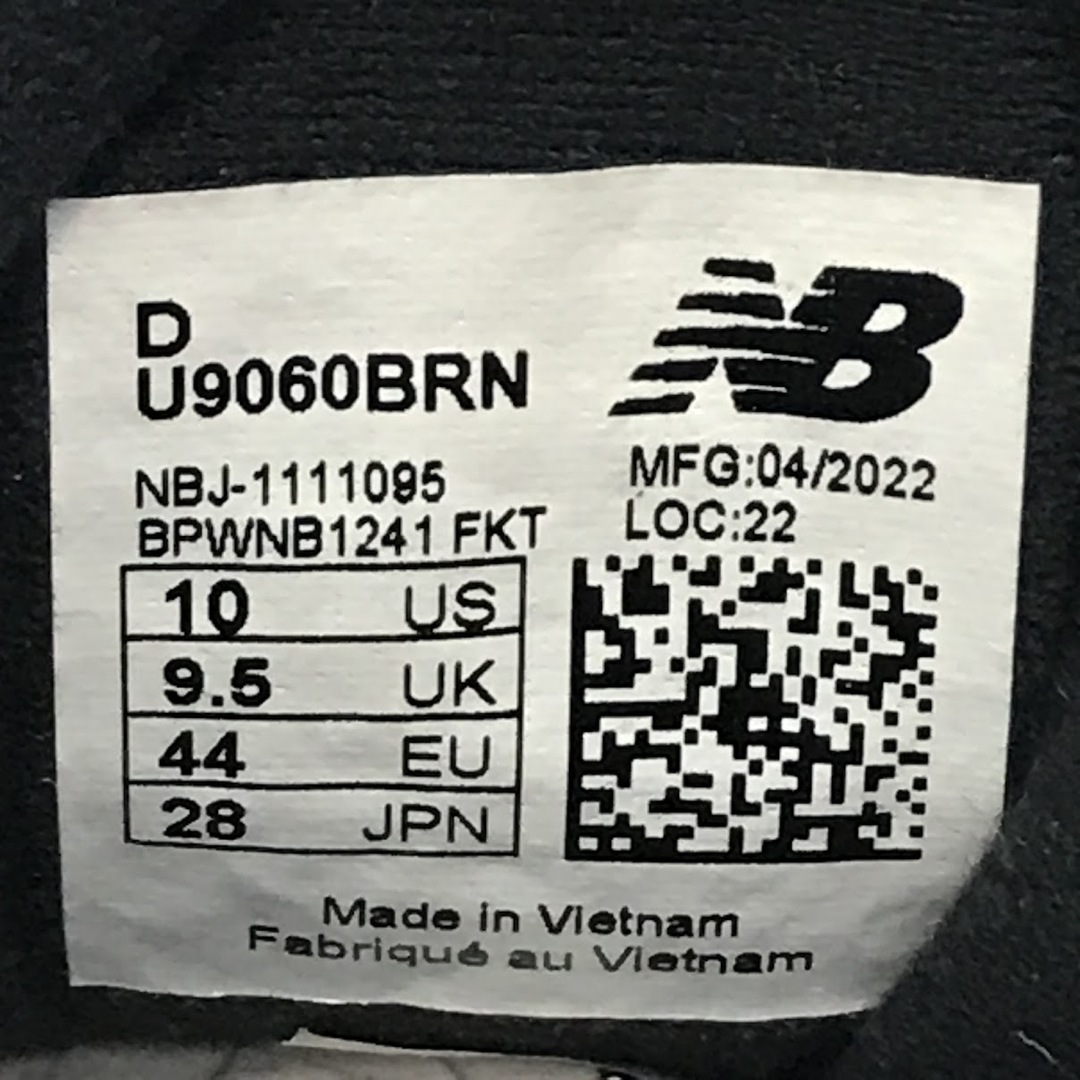 D
U9060BRN
NB
NBJ-1111095
BPWNB1241 FKT
MFG:04/2022
LOC:22
10 US
9.5 UK
44 EU
28 JPN
Made in Vietnam
Fabriqué au Vietnam